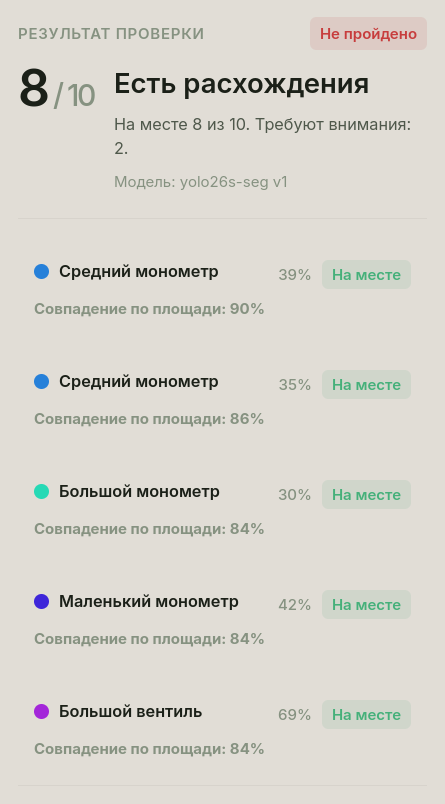 РЕЗУЛЬТАТ ПРОВЕРКИ
Не пройдено
8 / 10
Есть расхождения
На месте 8 из 10. Требуют внимания:
2.
Модель: yolo26s-seg v1
Средний монометр
39%
На месте
Совпадение по площади: 90%
Средний монометр
35%
На месте
Совпадение по площади: 86%
Большой монометр
30%
На месте
Совпадение по площади: 84%
Маленький монометр
42%
На месте
Совпадение по площади: 84%
Большой вентиль
69%
На месте
Совпадение по площади: 84%